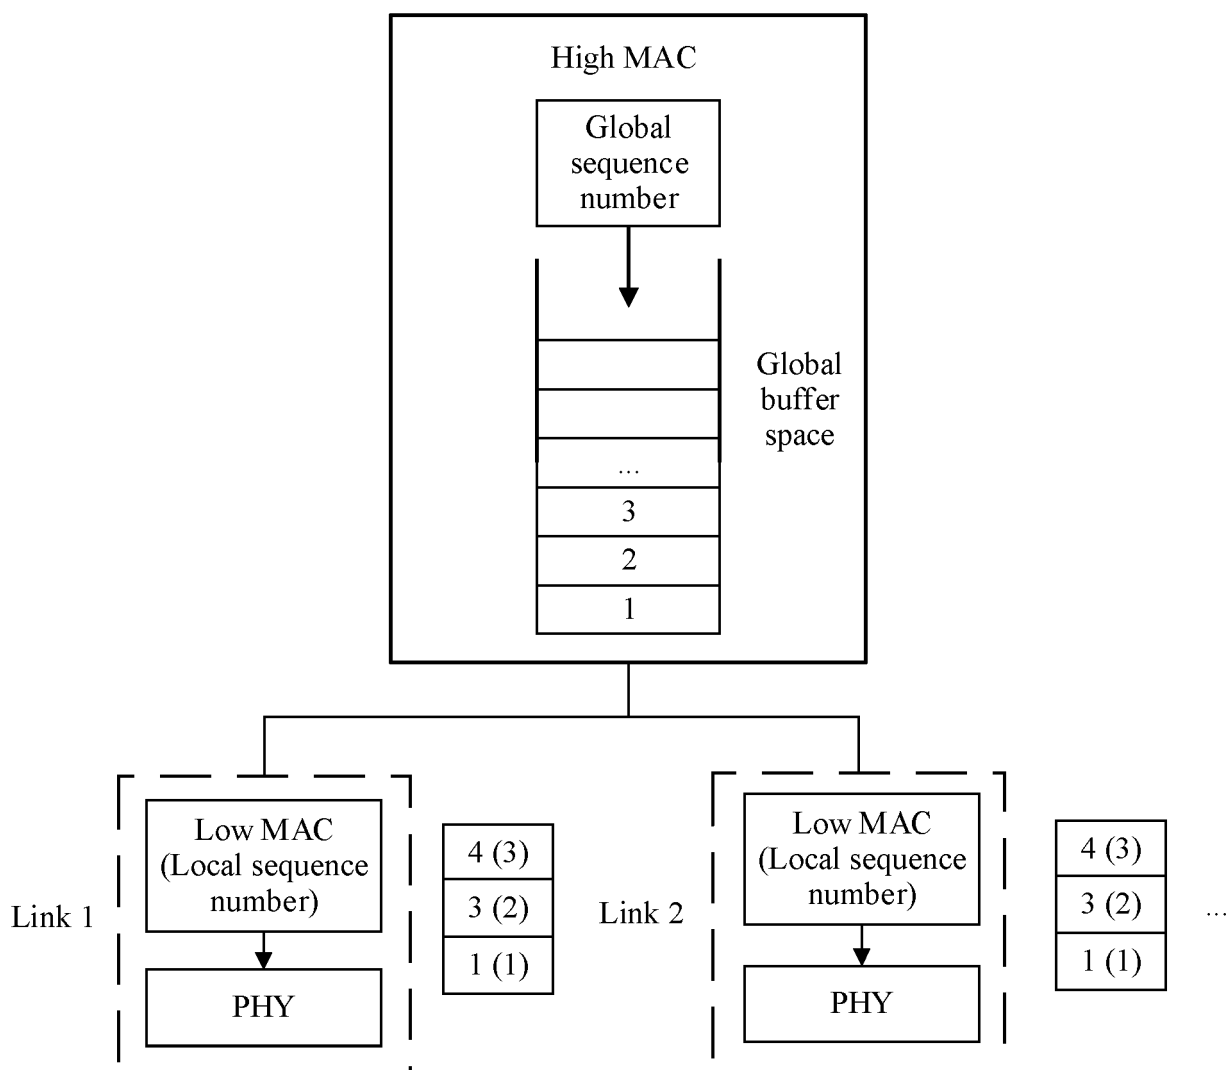 High MAC
Global
sequence
number
Global
buffer
space
...
3
2
1
Link 1
Low MAC
(Local sequence
number)
PHY
4 (3)
3 (2)
1 (1)
Link 2
Low MAC
(Local sequence
number)
PHY
4 (3)
3 (2)
1 (1)
...